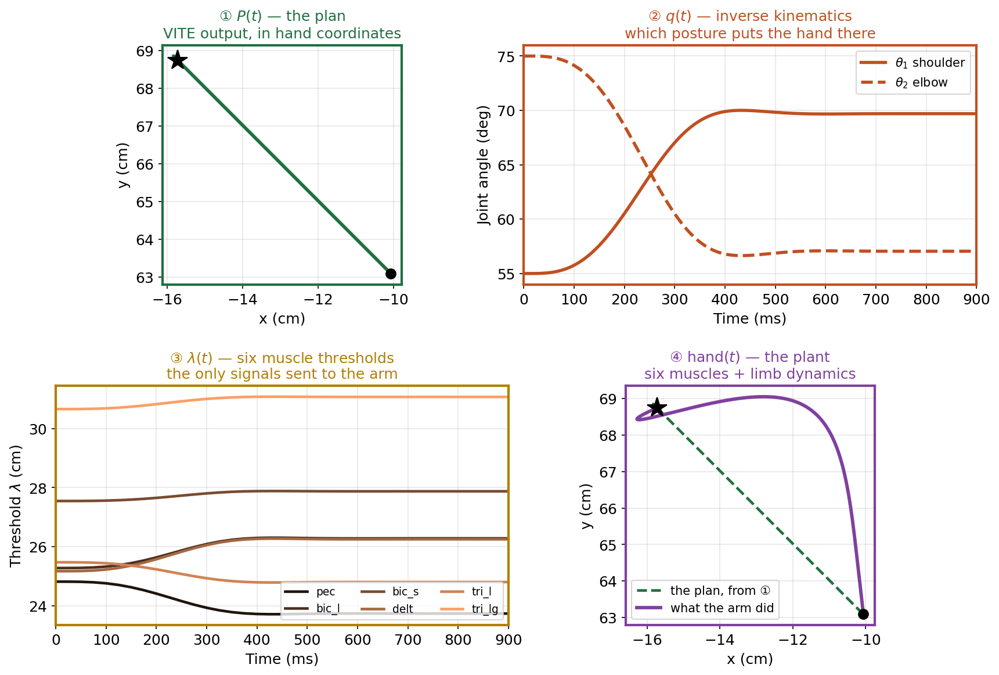 ① P(t) — the plan
VITE output, in hand coordinates
69
68
67
66
65
64
63
y (cm)
−16
−14
−12
−10
x (cm)
② q(t) — inverse kinematics
which posture puts the hand there
75
70
65
60
55
Joint angle (deg)
θ1 shoulder
θ2 elbow
0
100
200
300
400
500
600
700
800
900
Time (ms)
③ λ(t) — six muscle thresholds
the only signals sent to the arm
30
28
26
24
Threshold λ (cm)
pec
bic_l
bic_s
delt
tri_l
tri_lg
0
100
200
300
400
500
600
700
800
900
Time (ms)
④ hand(t) — the plant
six muscles + limb dynamics
69
68
67
66
65
64
63
y (cm)
the plan, from ①
what the arm did
−16
−14
−12
−10
x (cm)